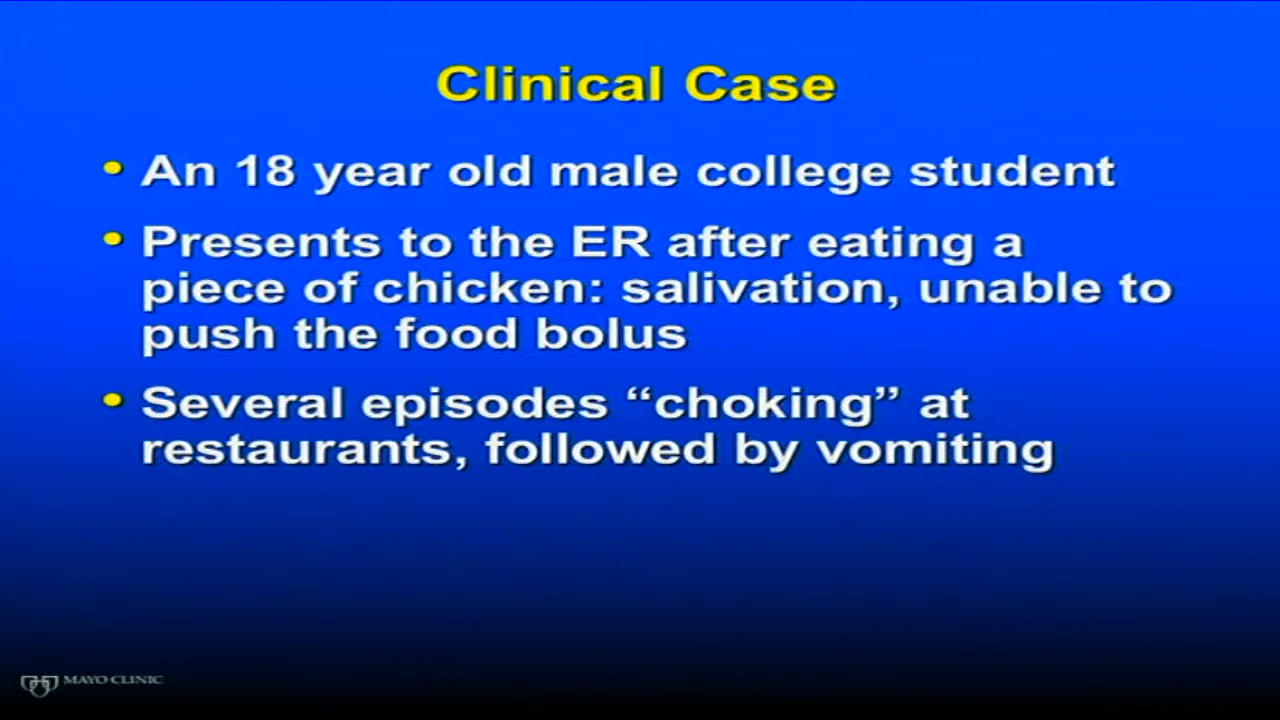 Clinical Case
• An 18 year old male college student
• Presents to the ER after eating a
piece of chicken: salivation, unable to
push the food bolus
• Several episodes “choking” at
restaurants, followed by vomiting
MAYO CLINIC